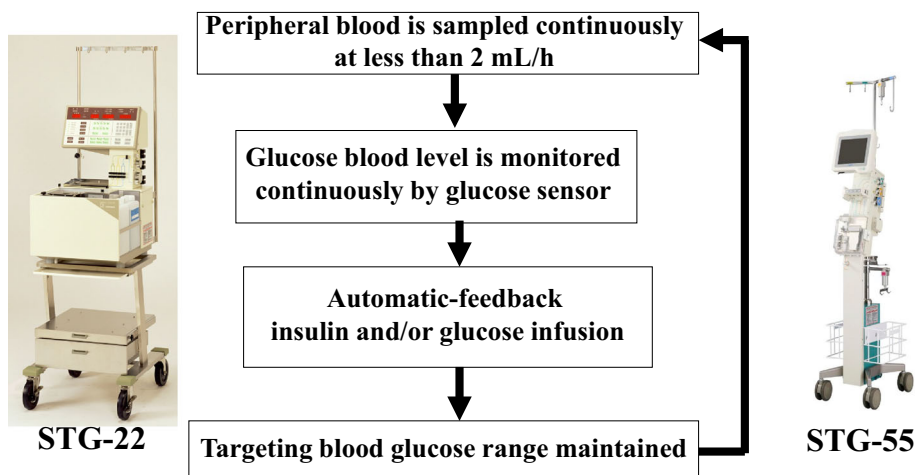 Peripheral blood is sampled continuously
at less than 2 mL/h
Glucose blood level is monitored
continuously by glucose sensor
Automatic-feedback
insulin and/or glucose infusion
Targeting blood glucose range maintained
STG-22
STG-55